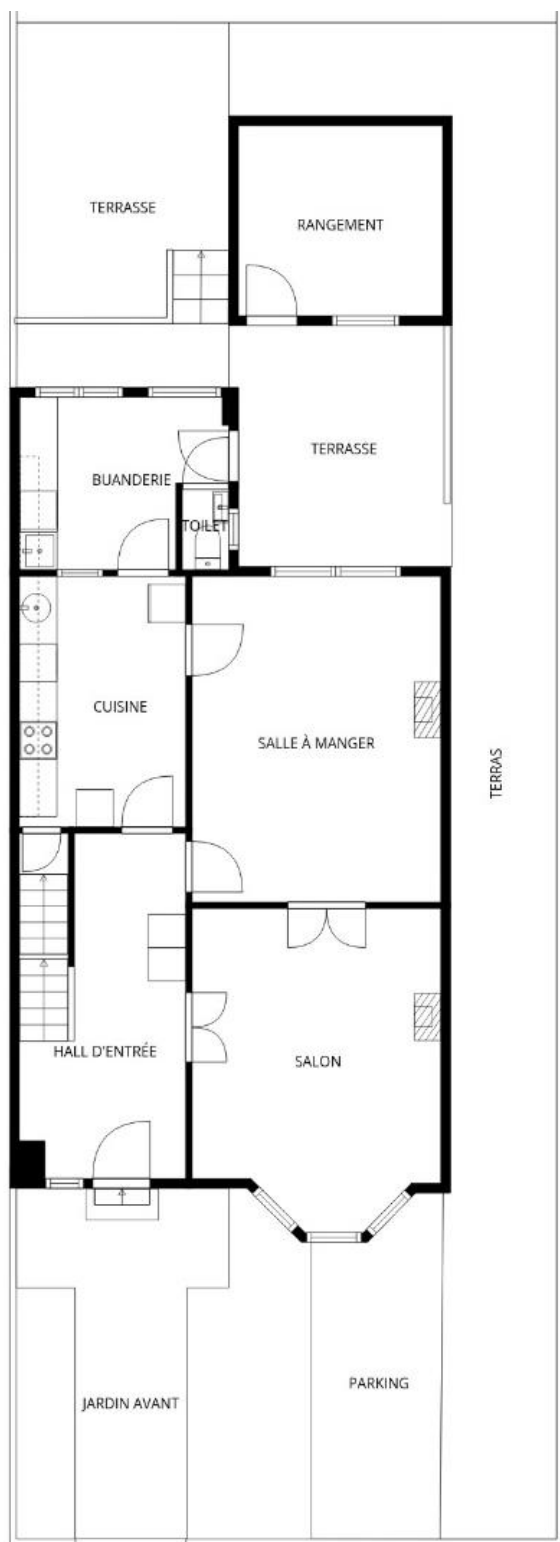 TERRASSE
RANGEMENT
TERRASSE
BUANDERIE
TOILET
CUISINE
SALLE À MANGER
TERRAS
HALL D'ENTRÉE
SALON
PARKING
JARDIN AVANT